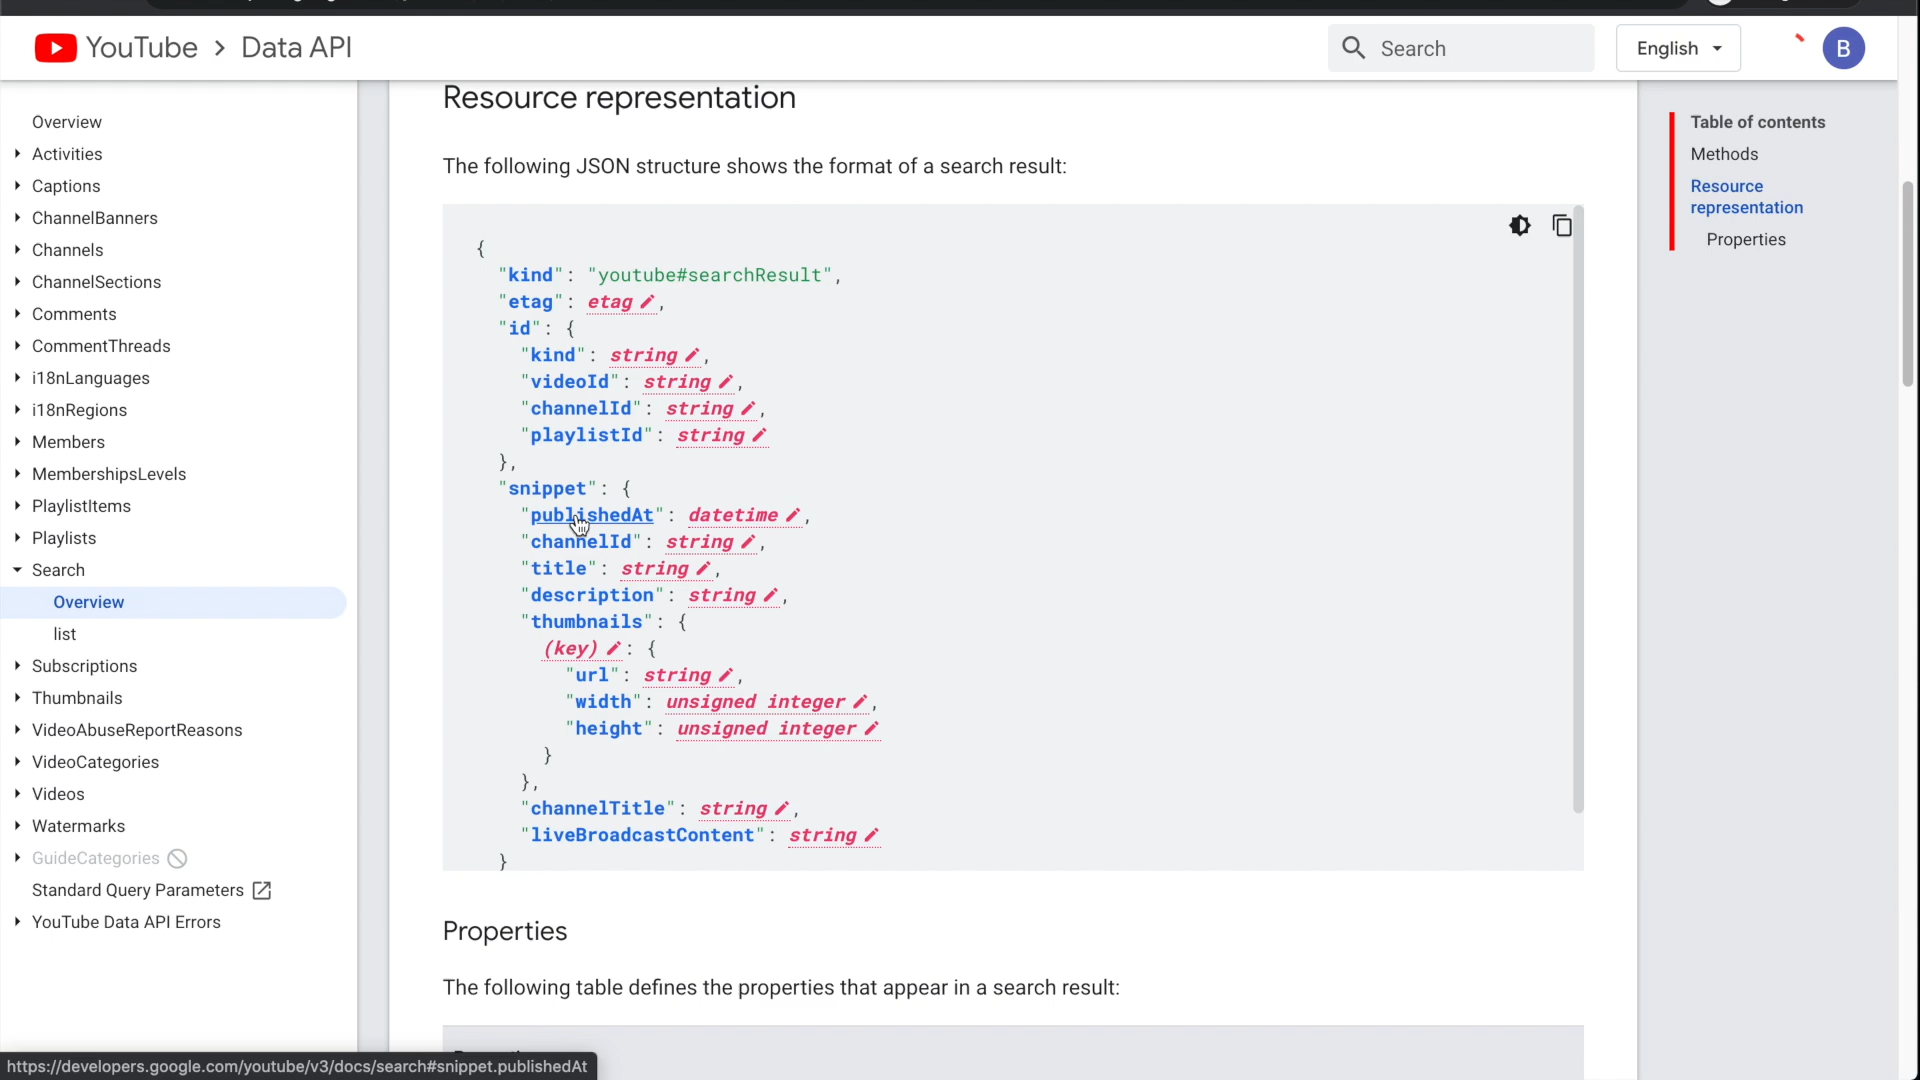 YouTube > Data API
Search
English
B
Overview
Activities
Captions
ChannelBanners
Channels
ChannelSections
Comments
CommentThreads
i18nLanguages
i18nRegions
Members
MembershipsLevels
PlaylistItems
Playlists
Search
Overview
list
Subscriptions
Thumbnails
VideoAbuseReportReasons
VideoCategories
Videos
Watermarks
GuideCategories
Standard Query Parameters
YouTube Data API Errors
Resource representation
The following JSON structure shows the format of a search result:
{
"kind": "youtube#searchResult",
"etag": etag,
"id": {
"kind": string,
"videoId": string,
"channelId": string,
"playlistId": string
},
"snippet": {
"publishedAt": datetime,
"channelId": string,
"title": string,
"description": string,
"thumbnails": {
(key): {
"url": string,
"width": unsigned integer,
"height": unsigned integer
}
},
"channelTitle": string,
"liveBroadcastContent": string
}
Properties
The following table defines the properties that appear in a search result:
Table of contents
Methods
Resource
representation
Properties
https://developers.google.com/youtube/v3/docs/search#snippet.publishedAt